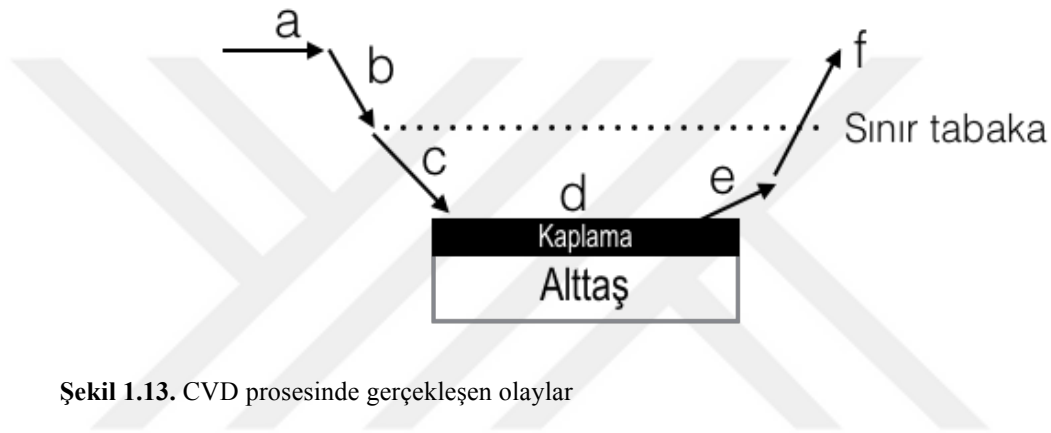 a
b
f
Sınır tabaka
c
d
e
Kaplama
Alttaş
Şekil 1.13. CVD prosesinde gerçekleşen olaylar